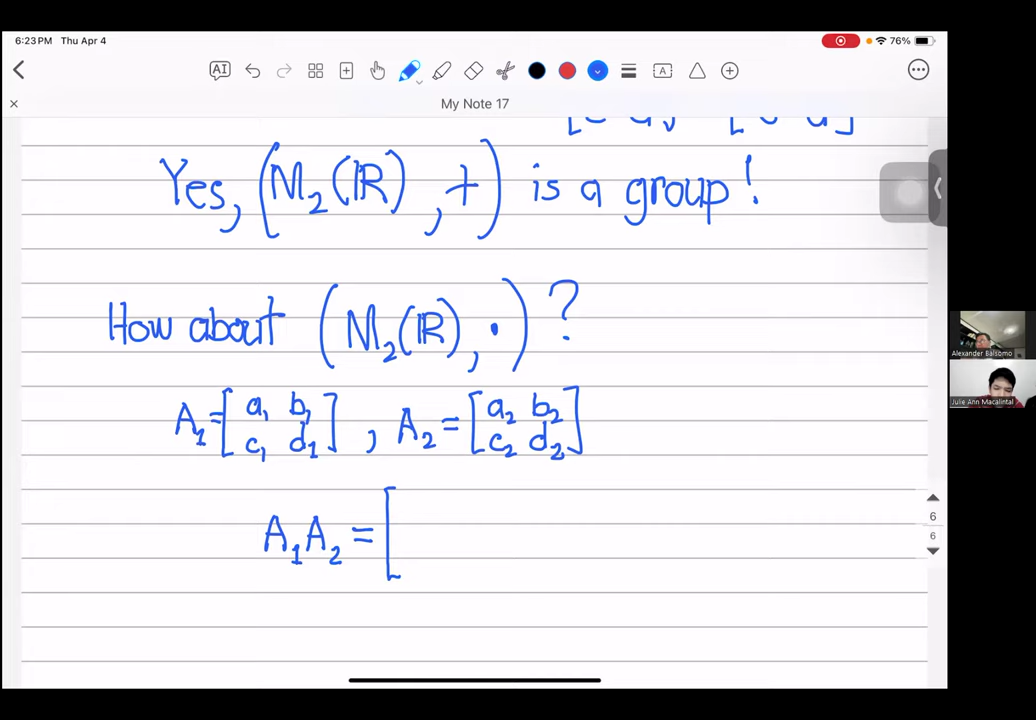 6:23 PM Thu Apr 4
76%
AI
A
My Note 17
Yes, (M₂(ℝ), +) is a group!
How about (M₂(ℝ), ·)?
A₁ = [a₁ b₁
c₁ d₁], A₂ = [a₂ b₂
c₂ d₂]
A₁A₂ = [
6
6
Alexander Balsomo
Julie Ann Macalintal